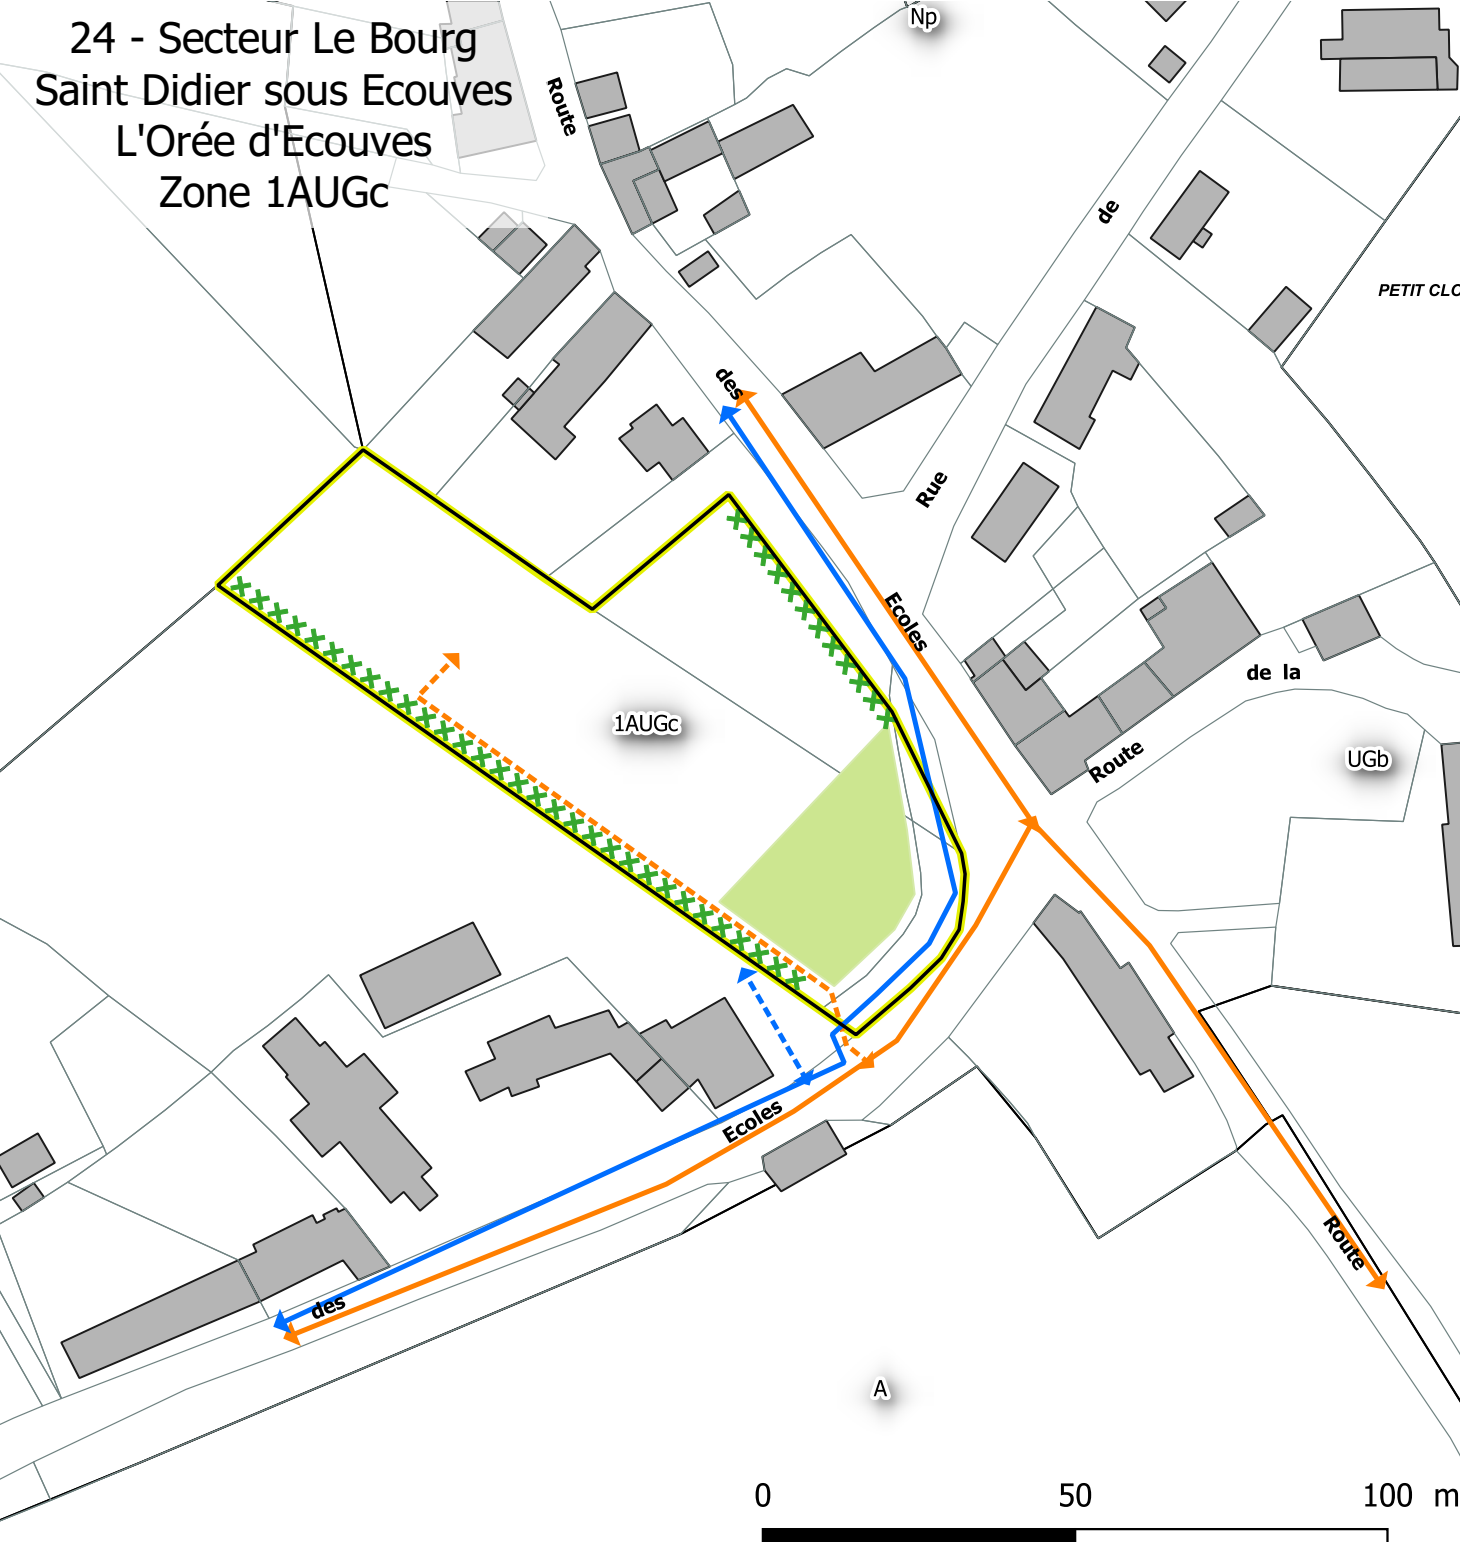 24 - Secteur Le Bourg
Saint Didier sous Ecouves
L'Orée d'Ecouves
Zone 1AUGc
Np
Route
de
PETIT CLO
des
Rue
Ecoles
de la
1AUGc
Route
UGb
Ecoles
Route
des
A
0 50 100 m